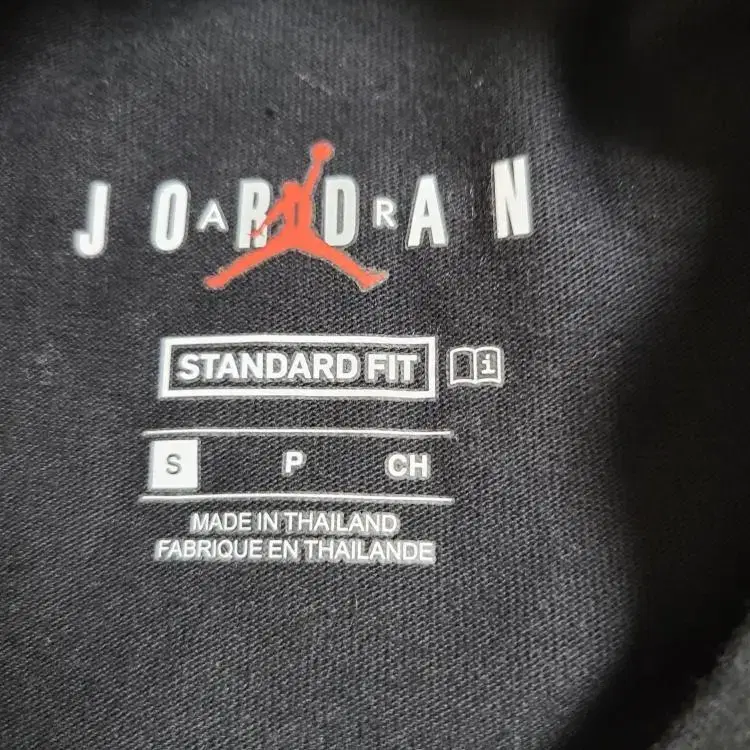 JORDAN
AIR
STANDARD FIT
S P CH
MADE IN THAILAND
FABRIQUE EN THAILANDE